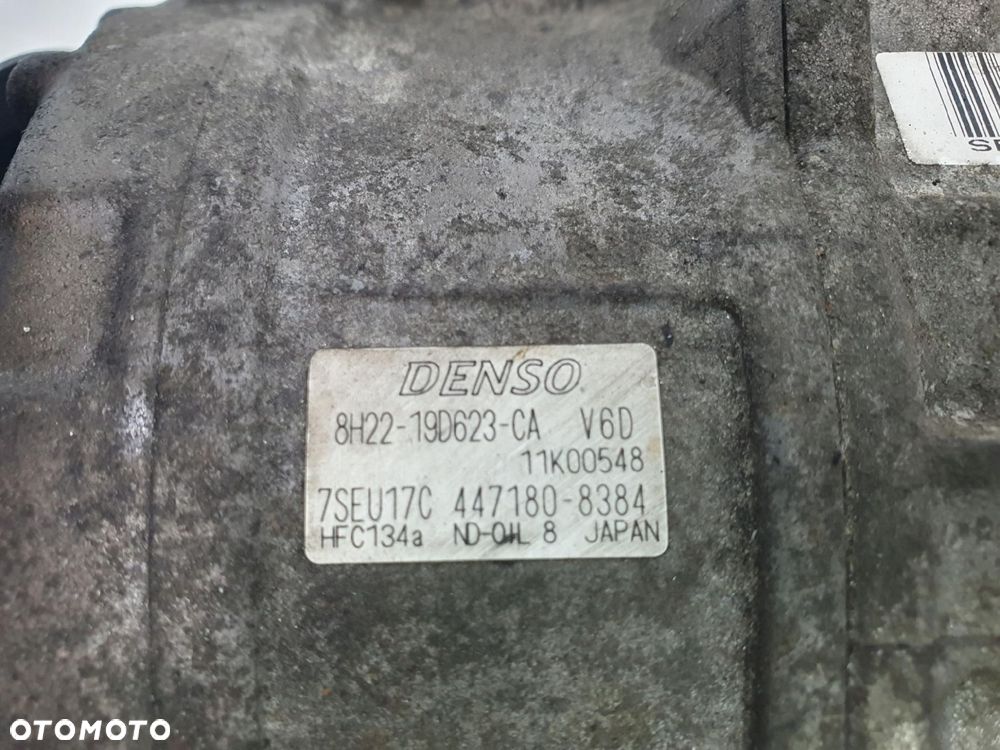 DENSO
8H22-19D623-CA V6D
11K00548
7SEU17C 447180-8384
HFC134a ND-OIL 8 JAPAN
OTOMOTO